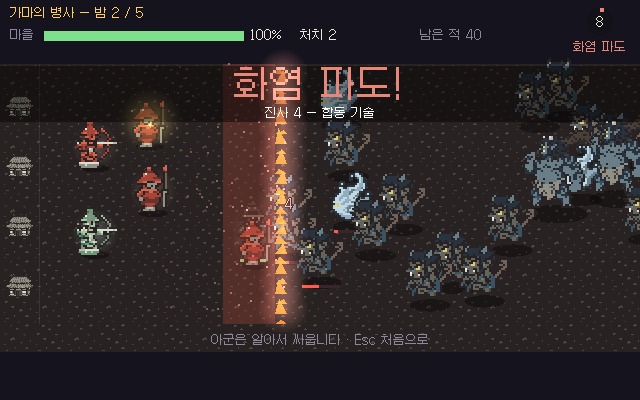 가마의 병사 – 밤 2 / 5
마을 100% 처치 2 남은 적 40
8
화염 파도
화염 파도!
진사 4 – 합동 기술
4
아군은 알아서 싸웁니다 · Esc 처음으로